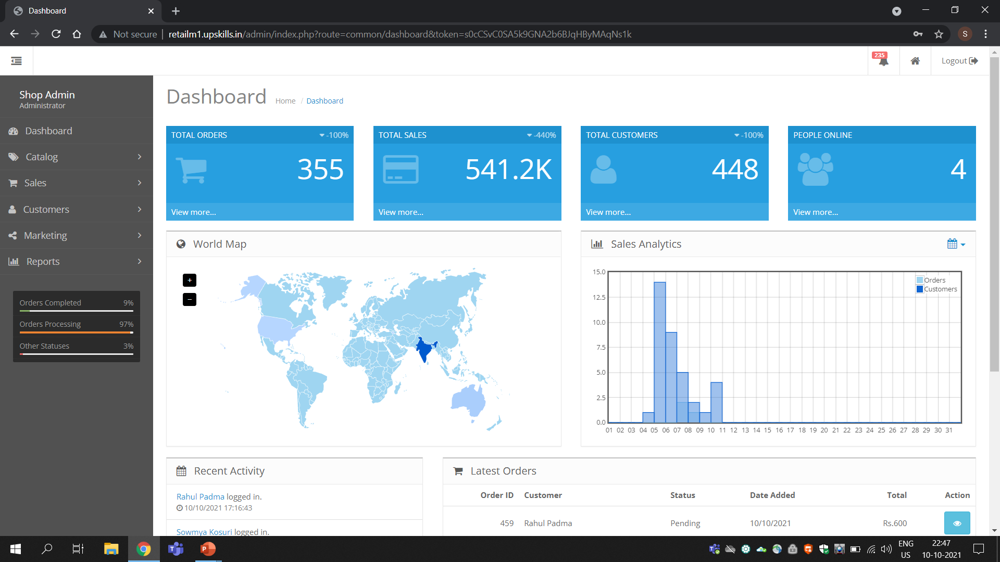 Dashboard
Not secure
retailm1.upskills.in/admin/index.php?route=common/dashboard&token=s0cCSvC0SA5k9GNA2b6BJqHByMAqNs1k
S
235
Logout
Shop Admin
Administrator
Dashboard
Catalog
Sales
Customers
Marketing
Reports
Orders Completed 9%
Orders Processing 97%
Other Statuses 3%
Dashboard Home / Dashboard
TOTAL ORDERS -100%
355
View more...
TOTAL SALES -440%
541.2K
View more...
TOTAL CUSTOMERS -100%
448
View more...
PEOPLE ONLINE
4
View more...
World Map
+
−
Sales Analytics
15.0
12.5
10.0
7.5
5.0
2.5
0.0
Orders
Customers
01 02 03 04 05 06 07 08 09 10 11 12 13 14 15 16 17 18 19 20 21 22 23 24 25 26 27 28 29 30 31
Recent Activity
Rahul Padma logged in.
10/10/2021 17:16:43
Sowmya Kosuri logged in.
Latest Orders
Order ID Customer Status Date Added Total Action
459 Rahul Padma Pending 10/10/2021 Rs.600
ENG
US
22:47
10-10-2021